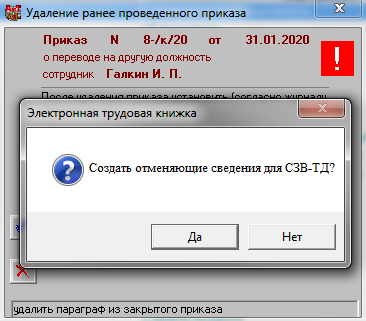 Удаление ранее проведенного приказа
Приказ N 8-/к/20 от 31.01.2020
о переводе на другую должность
сотрудник Галкин И. П.
После удаления приказа установить (согласно журналу
Электронная трудовая книжка
Создать отменяющие сведения для СЗВ-ТД?
Да Нет
удалить параграф из закрытого приказа